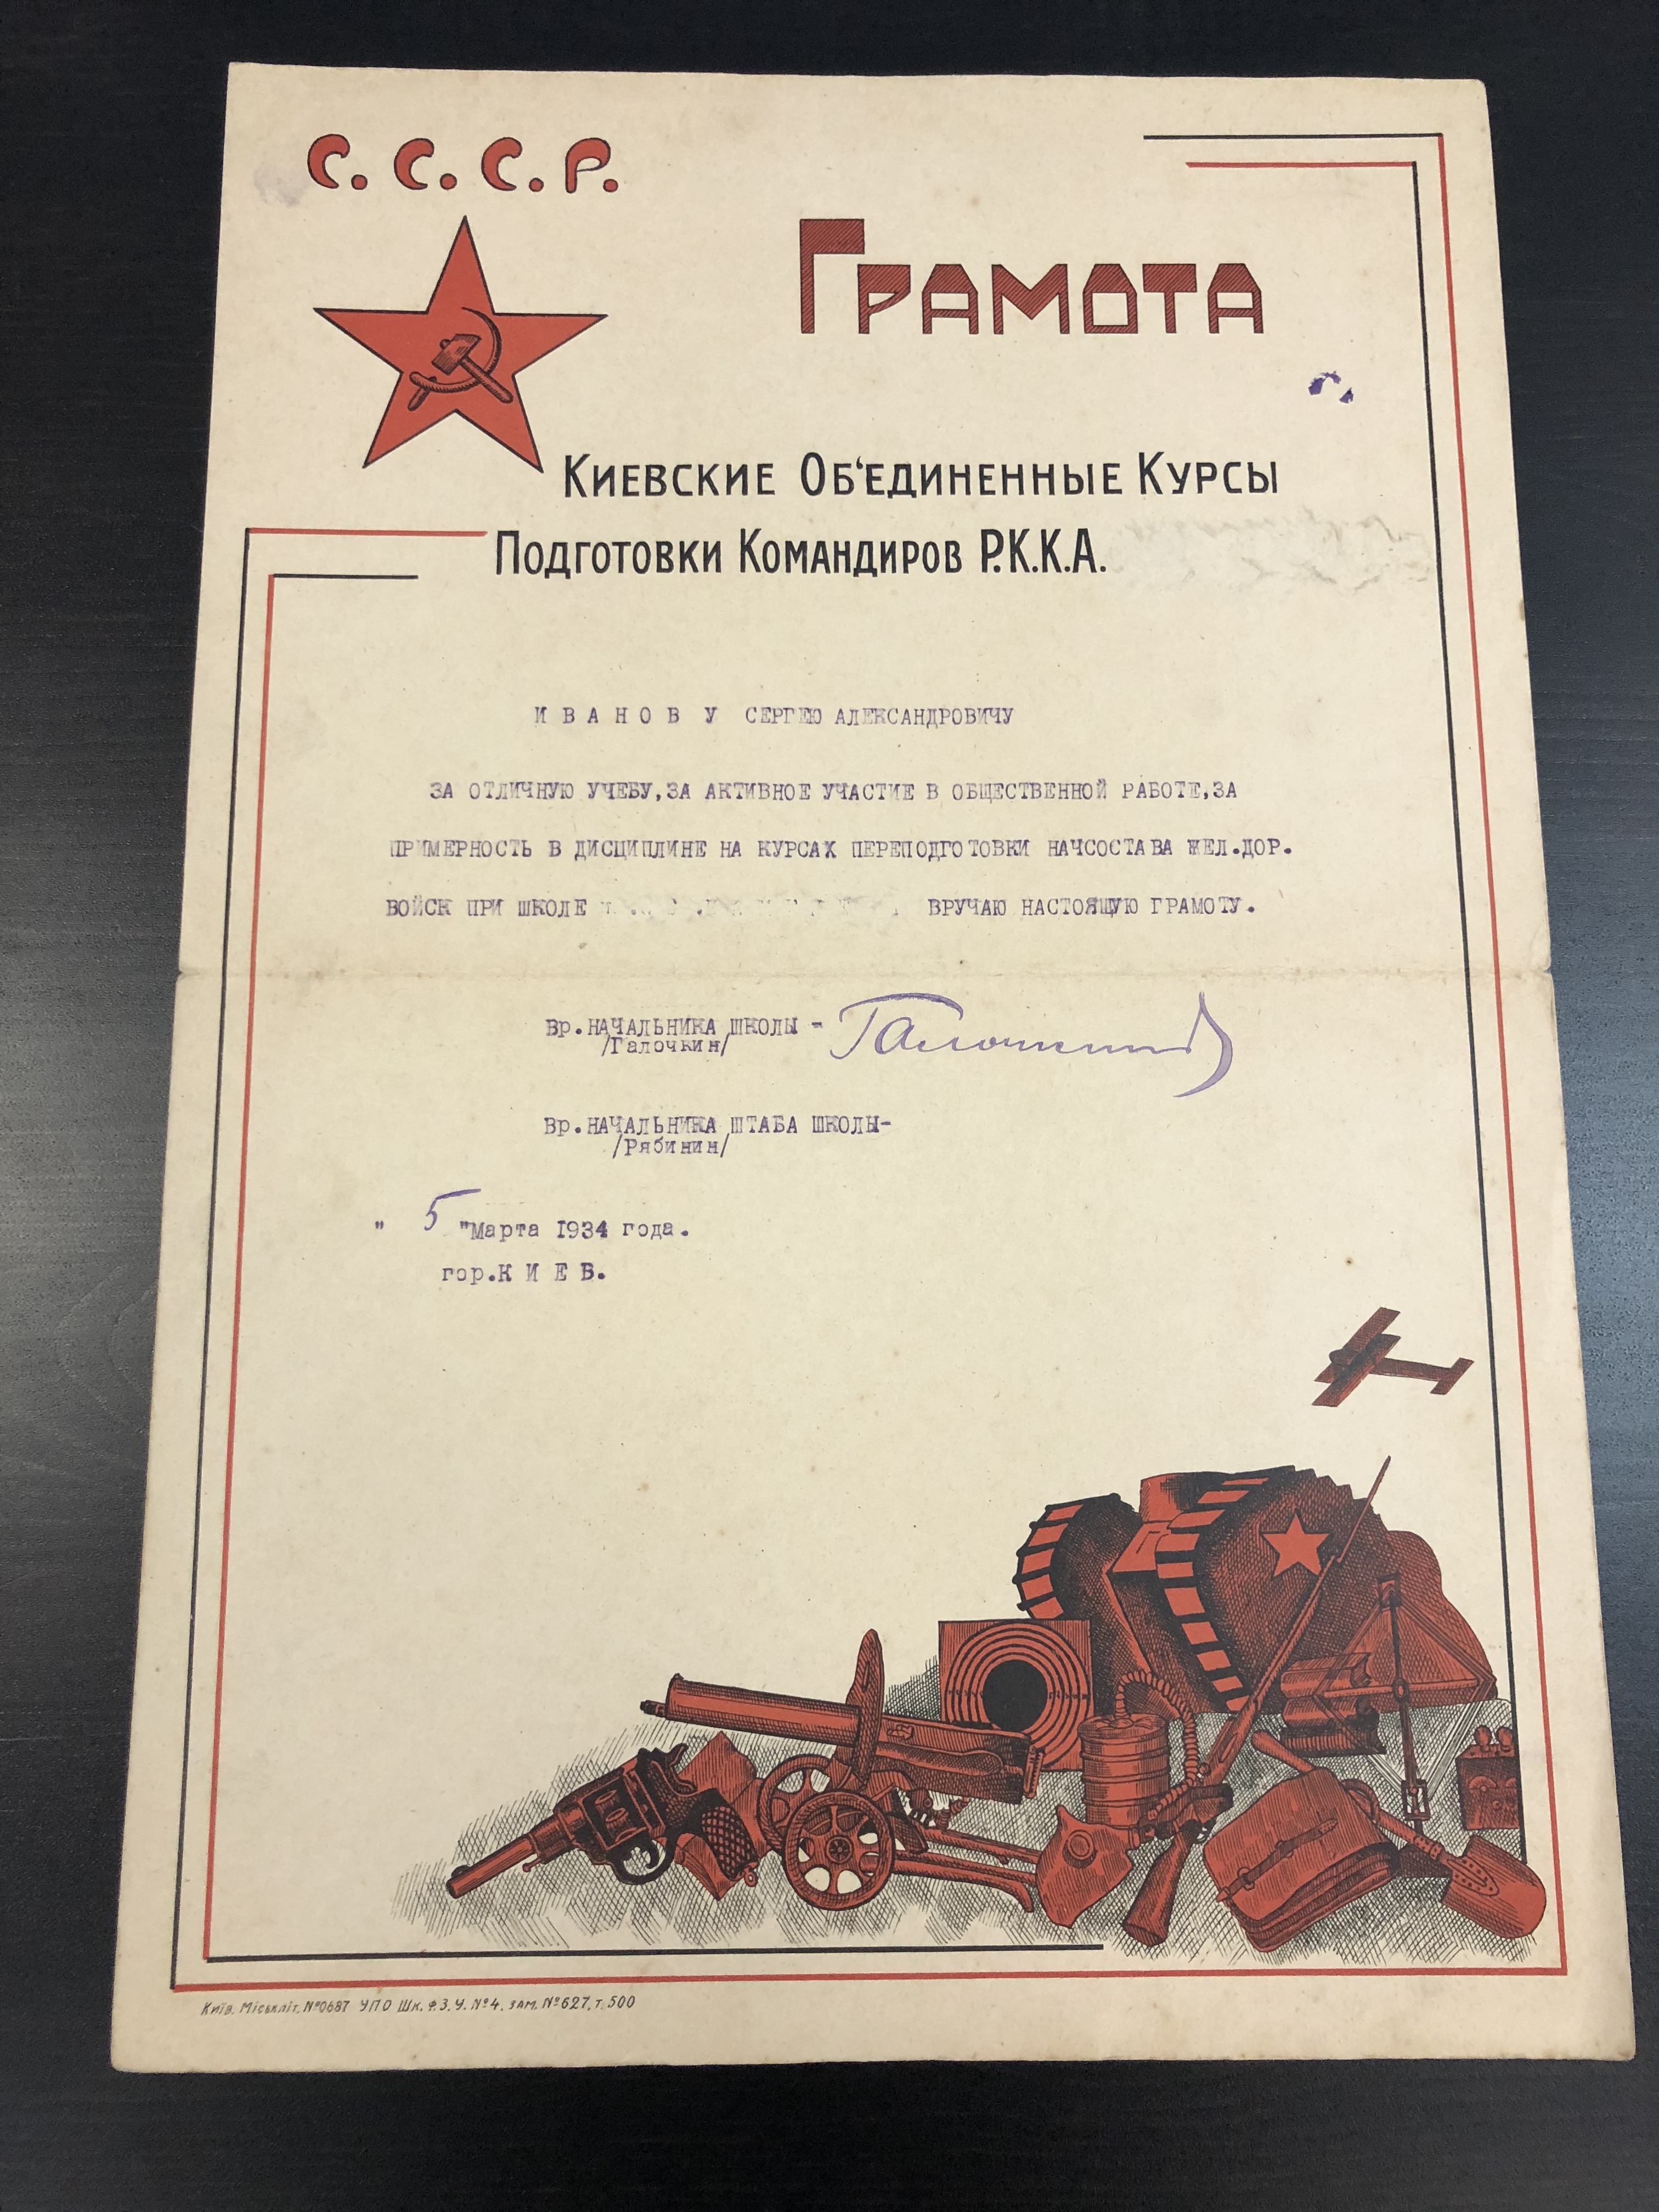 С. С. С. Р.
ГРАМОТА
КИЕВСКИЕ ОБ‘ЕДИНЕННЫЕ КУРСЫ
ПОДГОТОВКИ КОМАНДИРОВ Р.К.К.А.
И В А Н О В У СЕРГЕЮ АЛЕКСАНДРОВИЧУ
ЗА ОТЛИЧНУЮ УЧЕБУ,ЗА АКТИВНОЕ УЧАСТИЕ В ОБЩЕСТВЕННОЙ РАБОТЕ,ЗА
ПРИМЕРНОСТЬ В ДИСЦИПЛИНЕ НА КУРСАХ ПЕРЕПОДГОТОВКИ НАЧСОСТАВА ЖЕЛ.ДОР.
ВОЙСК ПРИ ШКОЛЕ ВРУЧАЮ НАСТОЯЩУЮ ГРАМОТУ.
Вр.НАЧАЛЬНИКА ШКОЛЫ - Галочкин
/Галочкин/
Вр.НАЧАЛЬНИКА ШТАБА ШКОЛЫ-
/Рябинин/
" 5 "Марта 1934 года.
гор.К И Е В.
Київ. Міськліт. №0687 УПО Шк. Ф.З.У. №4. зам. №627, т. 500